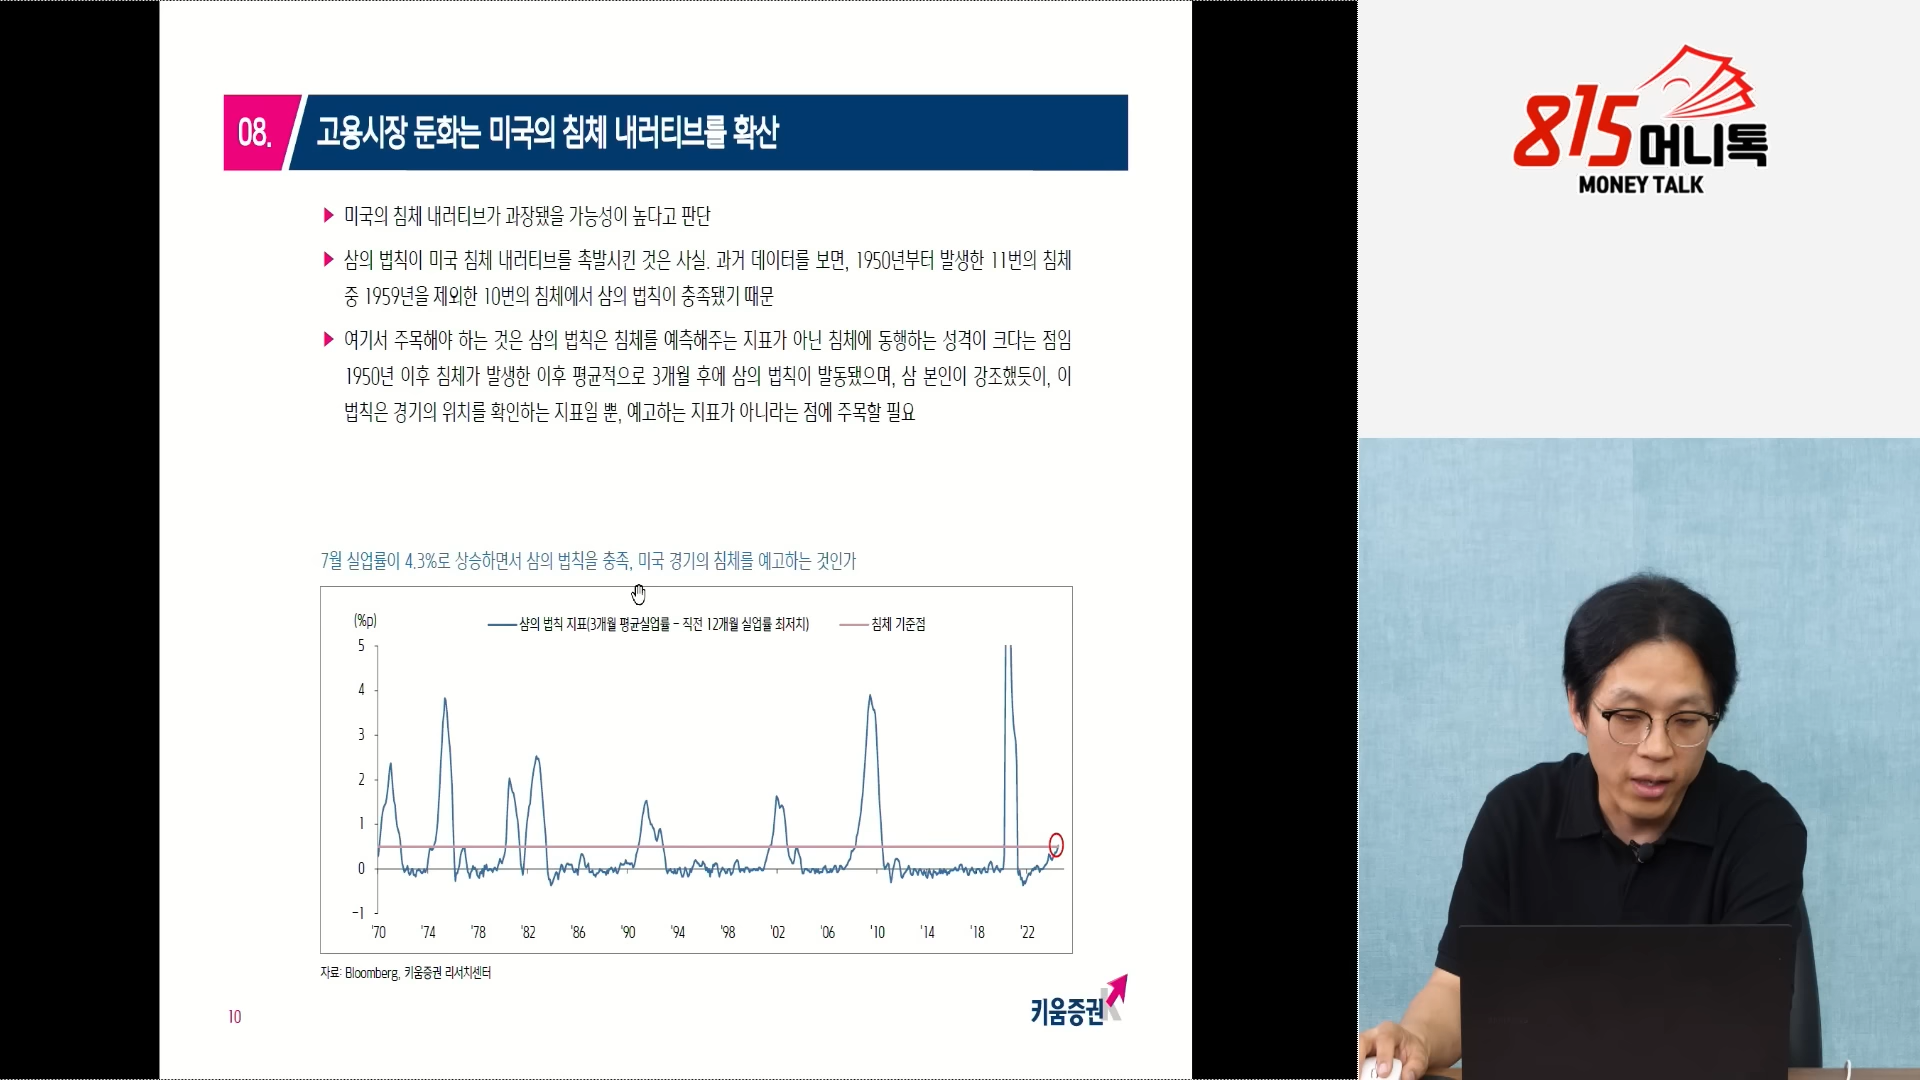 08. 고용시장 둔화는 미국의 침체 내러티브를 확산
미국의 침체 내러티브가 과장됐을 가능성이 높다고 판단
삼의 법칙이 미국 침체 내러티브를 촉발시킨 것은 사실. 과거 데이터를 보면, 1950년부터 발생한 11번의 침체
중 1959년을 제외한 10번의 침체에서 삼의 법칙이 충족됐기 때문
여기서 주목해야 하는 것은 삼의 법칙은 침체를 예측해주는 지표가 아닌 침체에 동행하는 성격이 크다는 점임
1950년 이후 침체가 발생한 이후 평균적으로 3개월 후에 삼의 법칙이 발동됐으며, 삼 본인이 강조했듯이, 이
법칙은 경기의 위치를 확인하는 지표일 뿐, 예고하는 지표가 아니라는 점에 주목할 필요
7월 실업률이 4.3%로 상승하면서 삼의 법칙을 충족, 미국 경기의 침체를 예고하는 것인가
(%p)
샴의 법칙 지표(3개월 평균실업률 - 직전 12개월 실업률 최저치)
침체 기준점
5
4
3
2
1
0
-1
'70 '74 '78 '82 '86 '90 '94 '98 '02 '06 '10 '14 '18 '22
자료: Bloomberg, 키움증권 리서치센터
10
키움증권
815머니톡
MONEY TALK